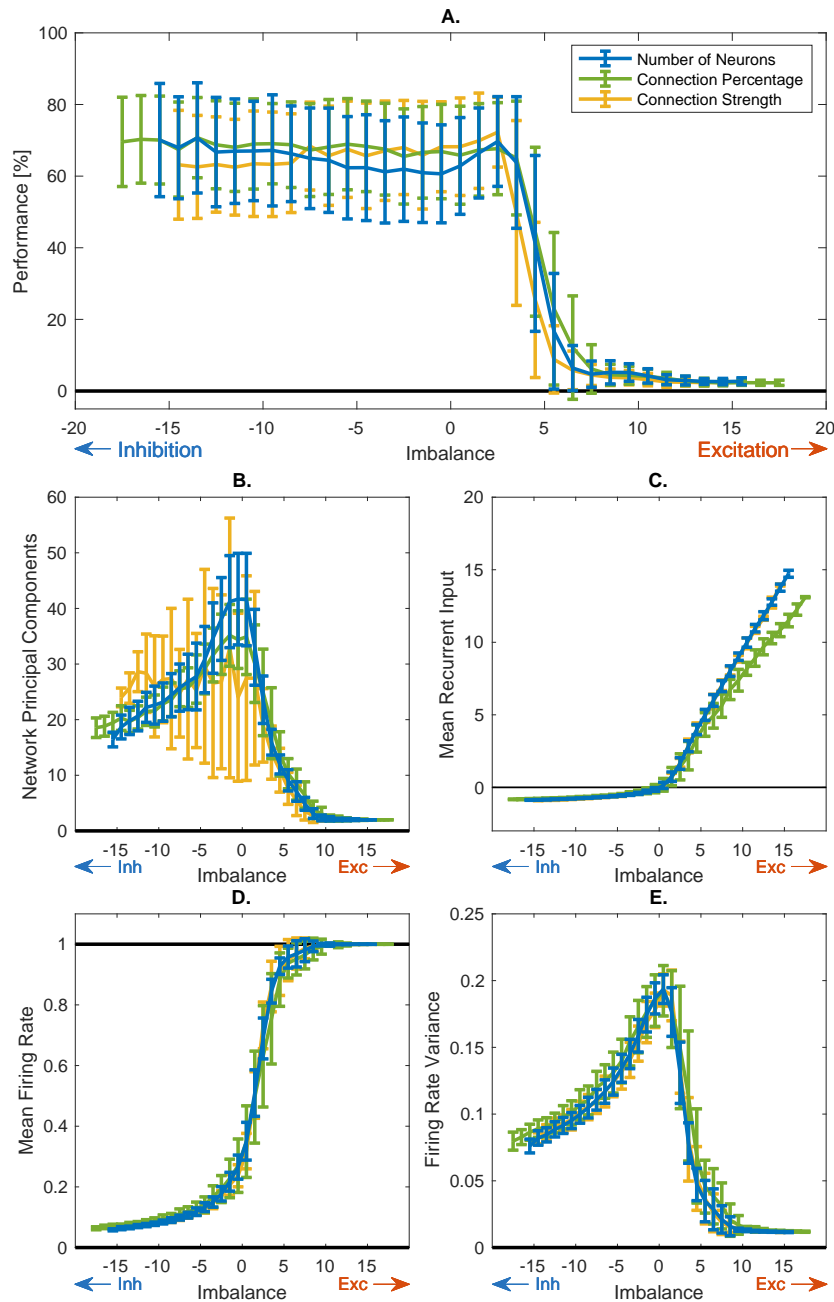 A.
100
80
60
40
20
0
Performance [%]
Number of Neurons
Connection Percentage
Connection Strength
-20 -15 -10 -5 0 5 10 15 20
Inhibition Imbalance Excitation
B.
60
50
40
30
20
10
0
Network Principal Components
-15 -10 -5 0 5 10 15
Inh Imbalance Exc
C.
20
15
10
5
0
Mean Recurrent Input
-15 -10 -5 0 5 10 15
Inh Imbalance Exc
D.
1
0.8
0.6
0.4
0.2
0
Mean Firing Rate
-15 -10 -5 0 5 10 15
Inh Imbalance Exc
E.
0.25
0.2
0.15
0.1
0.05
0
Firing Rate Variance
-15 -10 -5 0 5 10 15
Inh Imbalance Exc